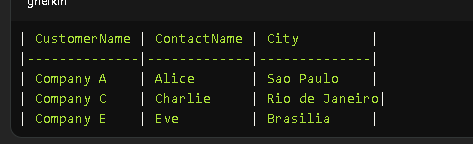 gherkin
| CustomerName | ContactName | City         |
|--------------|-------------|--------------|
| Company A    | Alice       | Sao Paulo    |
| Company C    | Charlie     | Rio de Janeiro|
| Company E    | Eve         | Brasilia     |